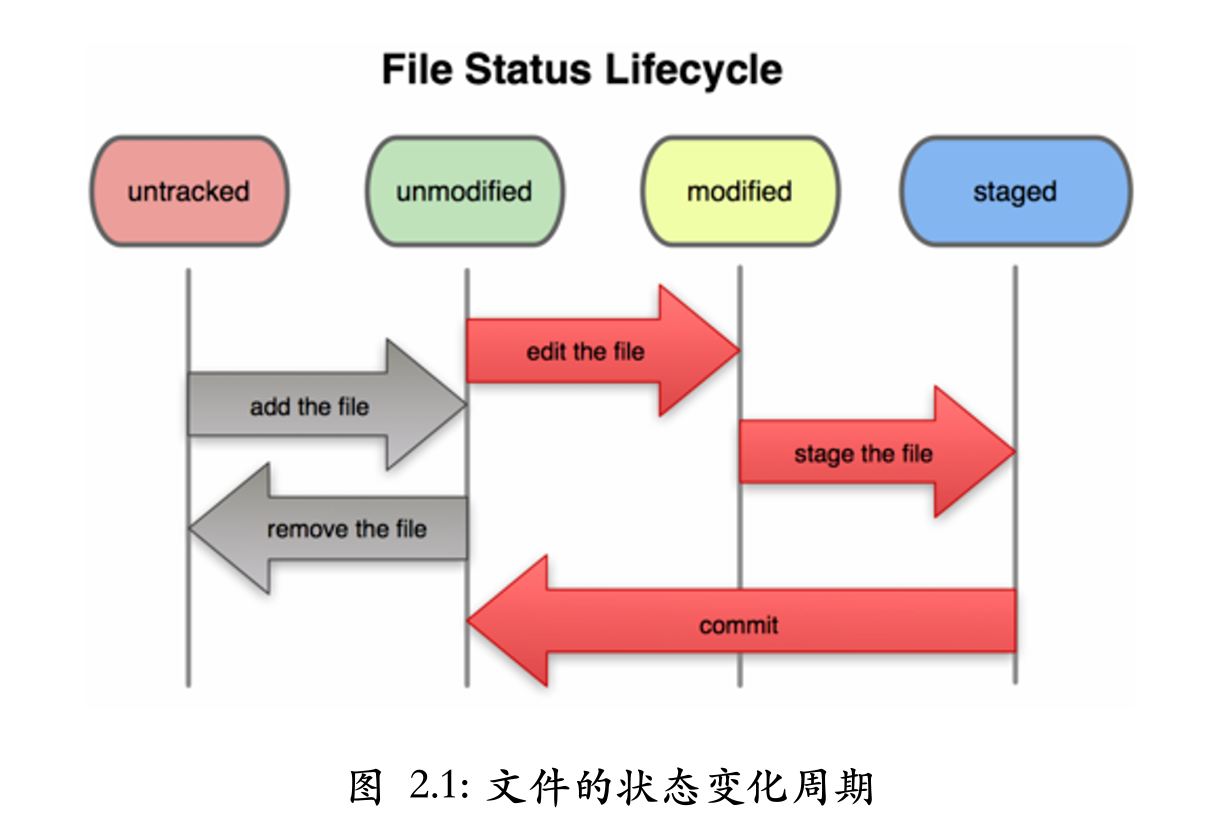 File Status Lifecycle
untracked
unmodified
modified
staged
edit the file
add the file
stage the file
remove the file
commit
图 2.1: 文件的状态变化周期